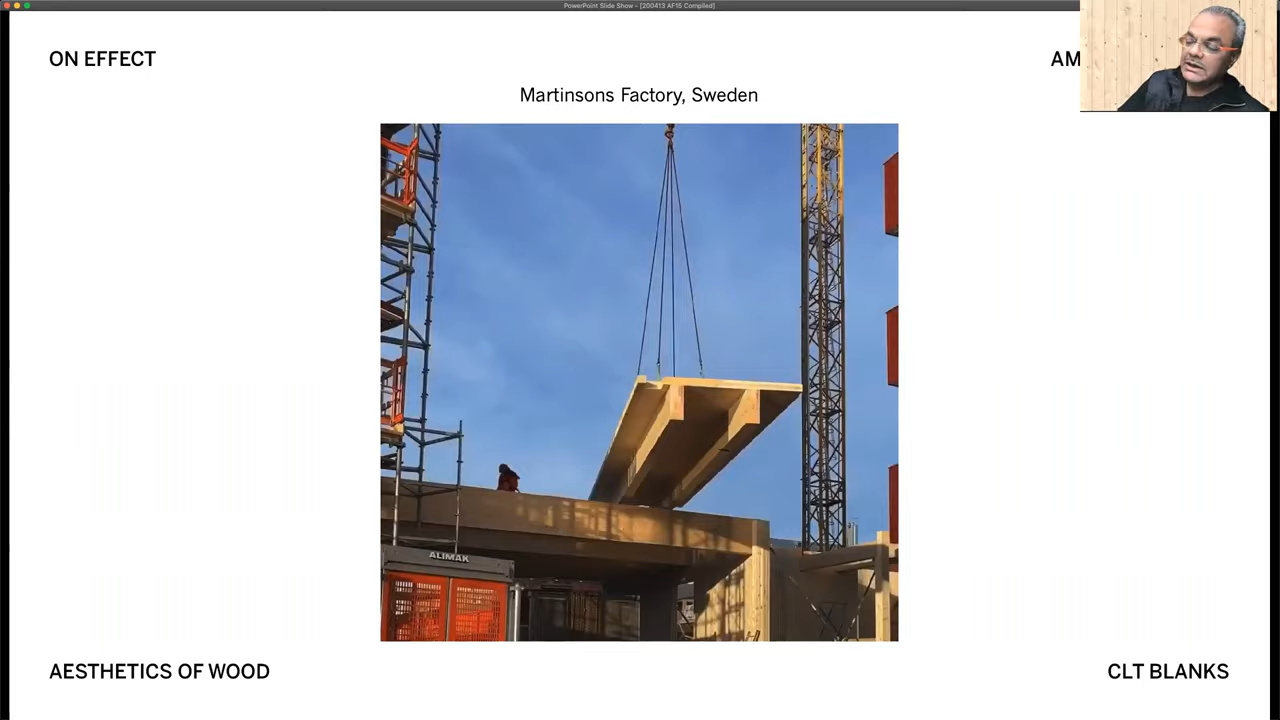 PowerPoint Slide Show - [200413 AF15 Compiled]
ON EFFECT
AM
Martinsons Factory, Sweden
ALIMAK
AESTHETICS OF WOOD
CLT BLANKS